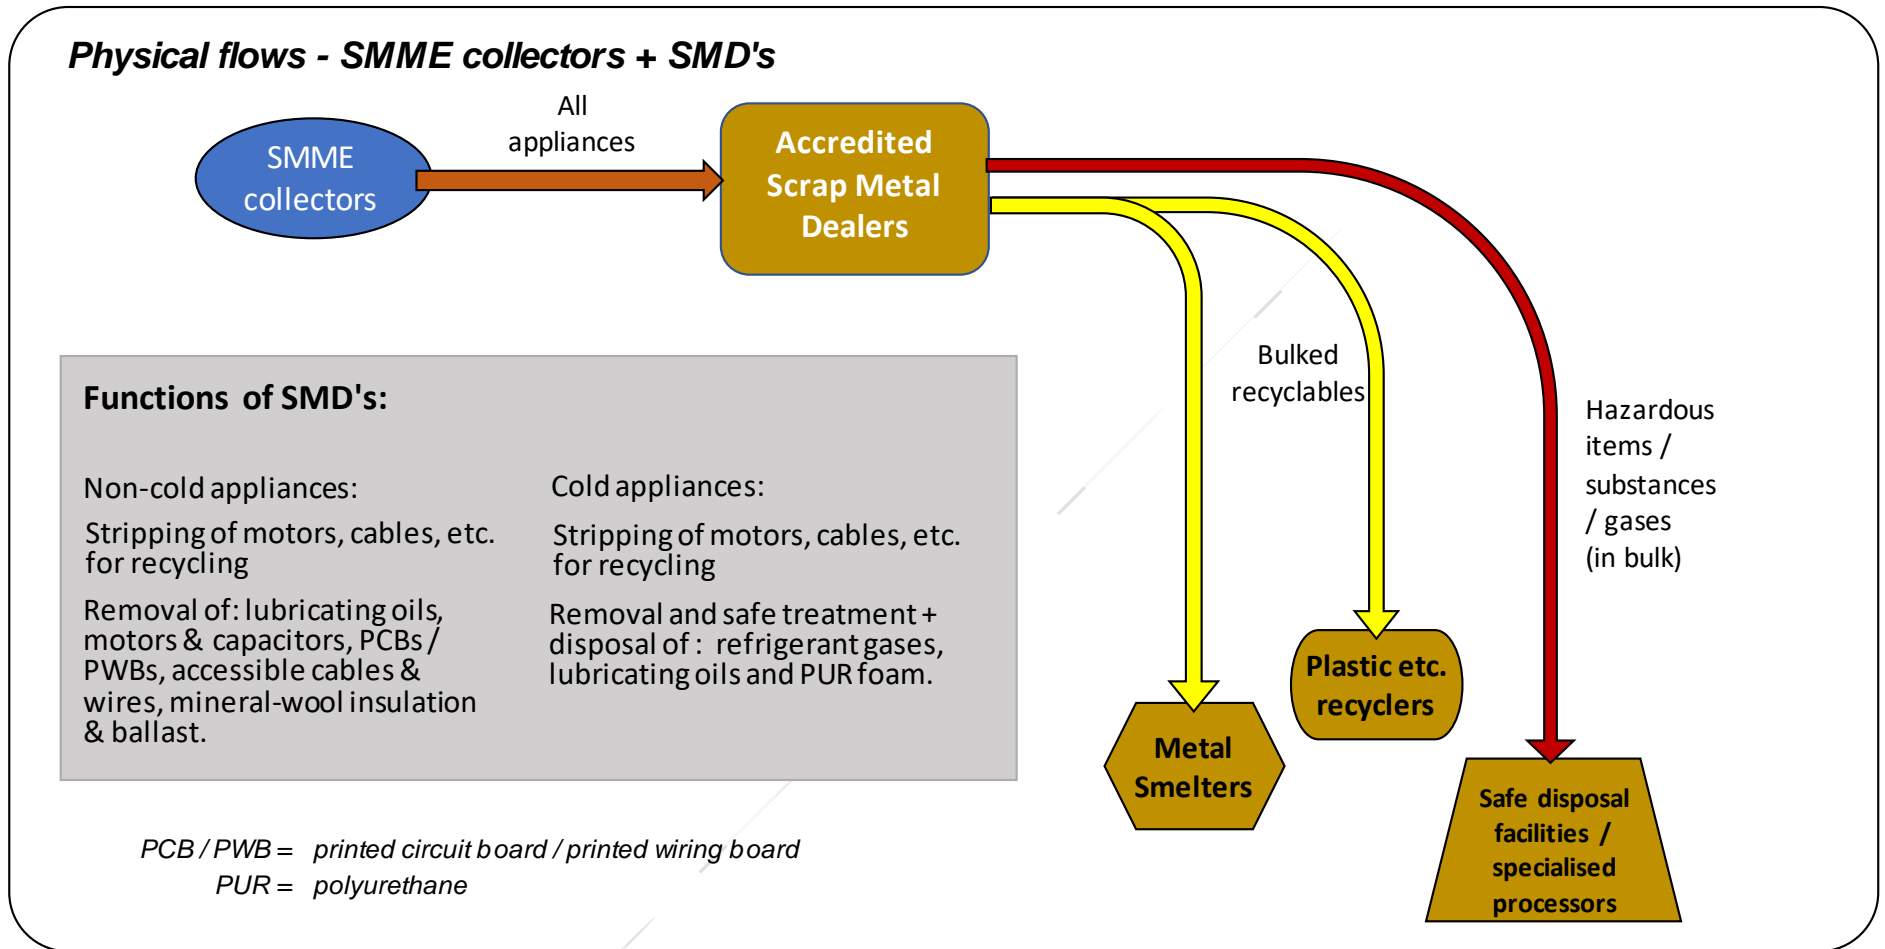 Physical flows - SMME collectors + SMD's
All
appliances
SMME
collectors
Accredited
Scrap Metal
Dealers
Bulked
recyclables
Hazardous
items /
substances
/ gases
(in bulk)
Functions of SMD's:
Non-cold appliances:
Stripping of motors, cables, etc.
for recycling
Removal of: lubricating oils,
motors & capacitors, PCBs /
PWBs, accessible cables &
wires, mineral-wool insulation
& ballast.
Cold appliances:
Stripping of motors, cables, etc.
for recycling
Removal and safe treatment +
disposal of : refrigerant gases,
lubricating oils and PUR foam.
Plastic etc.
recyclers
Metal
Smelters
Safe disposal
facilities /
specialised
processors
PCB / PWB = printed circuit board / printed wiring board
PUR = polyurethane